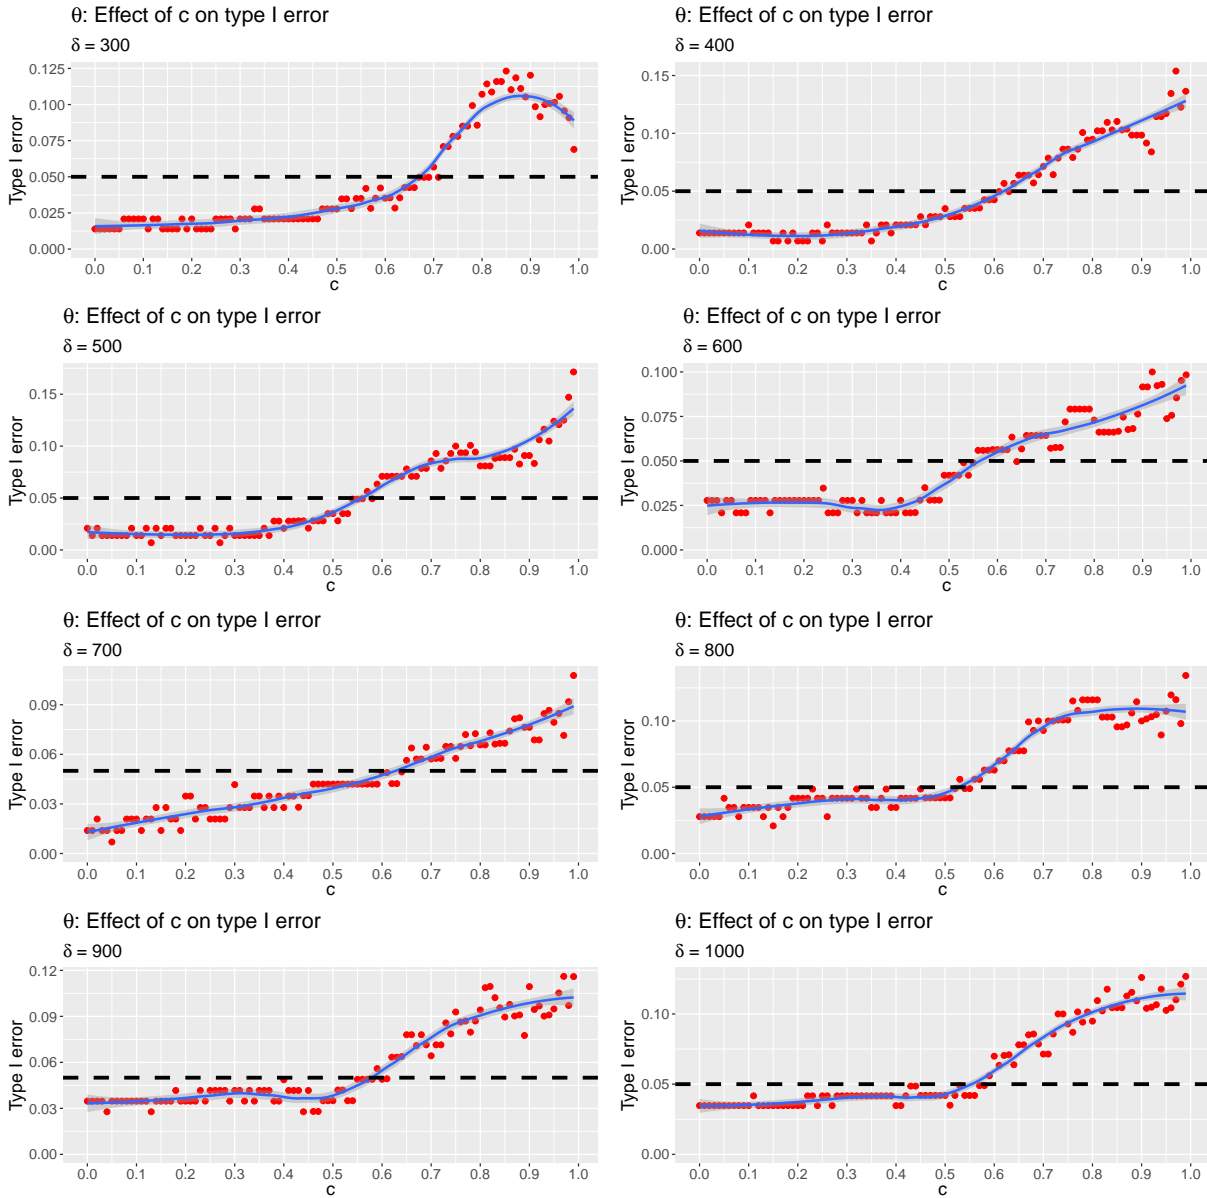 θ: Effect of c on type I error
δ = 300
Type I error
0.125
0.100
0.075
0.050
0.025
0.000
0.0 0.1 0.2 0.3 0.4 0.5 0.6 0.7 0.8 0.9 1.0
c
θ: Effect of c on type I error
δ = 400
Type I error
0.15
0.10
0.05
0.00
0.0 0.1 0.2 0.3 0.4 0.5 0.6 0.7 0.8 0.9 1.0
c
θ: Effect of c on type I error
δ = 500
Type I error
0.15
0.10
0.05
0.00
0.0 0.1 0.2 0.3 0.4 0.5 0.6 0.7 0.8 0.9 1.0
c
θ: Effect of c on type I error
δ = 600
Type I error
0.100
0.075
0.050
0.025
0.000
0.0 0.1 0.2 0.3 0.4 0.5 0.6 0.7 0.8 0.9 1.0
c
θ: Effect of c on type I error
δ = 700
Type I error
0.09
0.06
0.03
0.00
0.0 0.1 0.2 0.3 0.4 0.5 0.6 0.7 0.8 0.9 1.0
c
θ: Effect of c on type I error
δ = 800
Type I error
0.10
0.05
0.00
0.0 0.1 0.2 0.3 0.4 0.5 0.6 0.7 0.8 0.9 1.0
c
θ: Effect of c on type I error
δ = 900
Type I error
0.12
0.09
0.06
0.03
0.00
0.0 0.1 0.2 0.3 0.4 0.5 0.6 0.7 0.8 0.9 1.0
c
θ: Effect of c on type I error
δ = 1000
Type I error
0.10
0.05
0.00
0.0 0.1 0.2 0.3 0.4 0.5 0.6 0.7 0.8 0.9 1.0
c